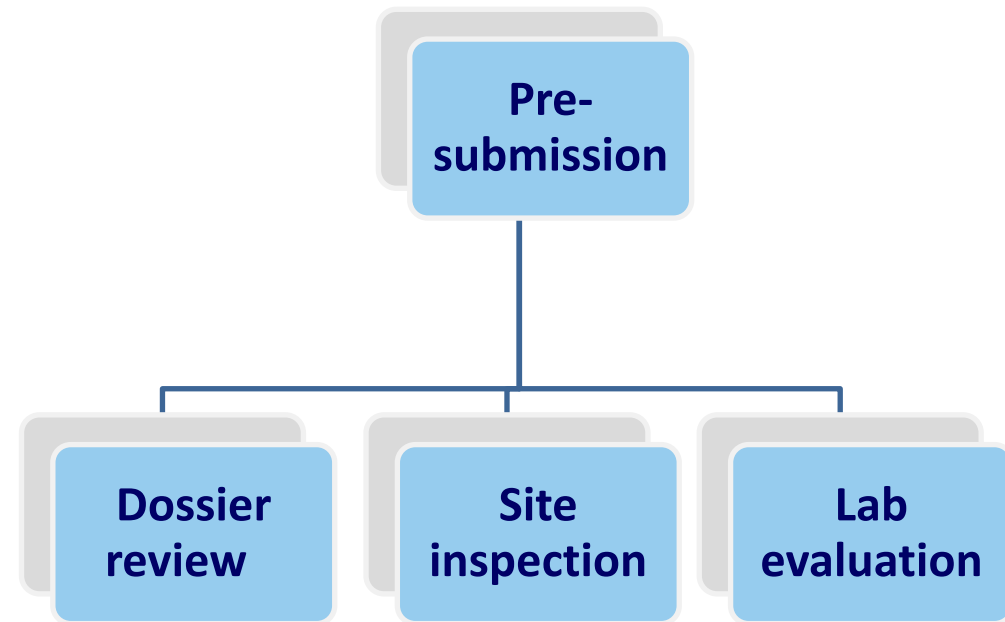 Pre-
submission
Dossier
review
Site
inspection
Lab
evaluation